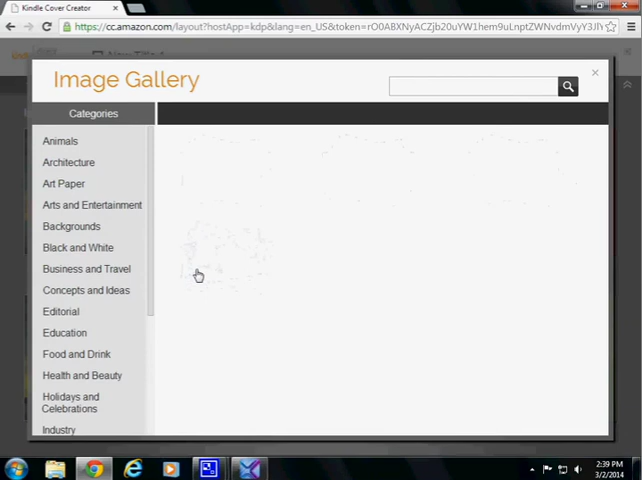 Kindle Cover Creator
https://cc.amazon.com/layout?hostApp=kdp&lang=en_US&token=rO0ABXNyACZjb20uYW1hem9uLnptZWNvdmVyY3J
Image Gallery
Categories
Animals
Architecture
Art Paper
Arts and Entertainment
Backgrounds
Black and White
Business and Travel
Concepts and Ideas
Editorial
Education
Food and Drink
Health and Beauty
Holidays and
Celebrations
Industry
2:39 PM
3/2/2014